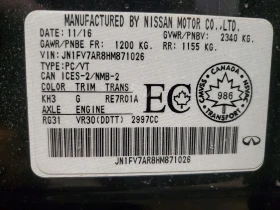 MANUFACTURED BY NISSAN MOTOR CO.,LTD.
DATE: 11/16 GVWR/PNBV: 2340 KG.
GAWR/PNBE FR: 1200 KG. RR: 1155 KG.
VIN: JN1FV7AR8HM871026
TYPE: PC/VT
CAN ICES-2/NMB-2
COLOR TRIM TRANS
KH3 G RE7R01A
AXLE ENGINE
RG31 VR30(DDTT) 2997CC
EC
CANADA
TRANSPORT
986
JN1FV7AR8HM871026